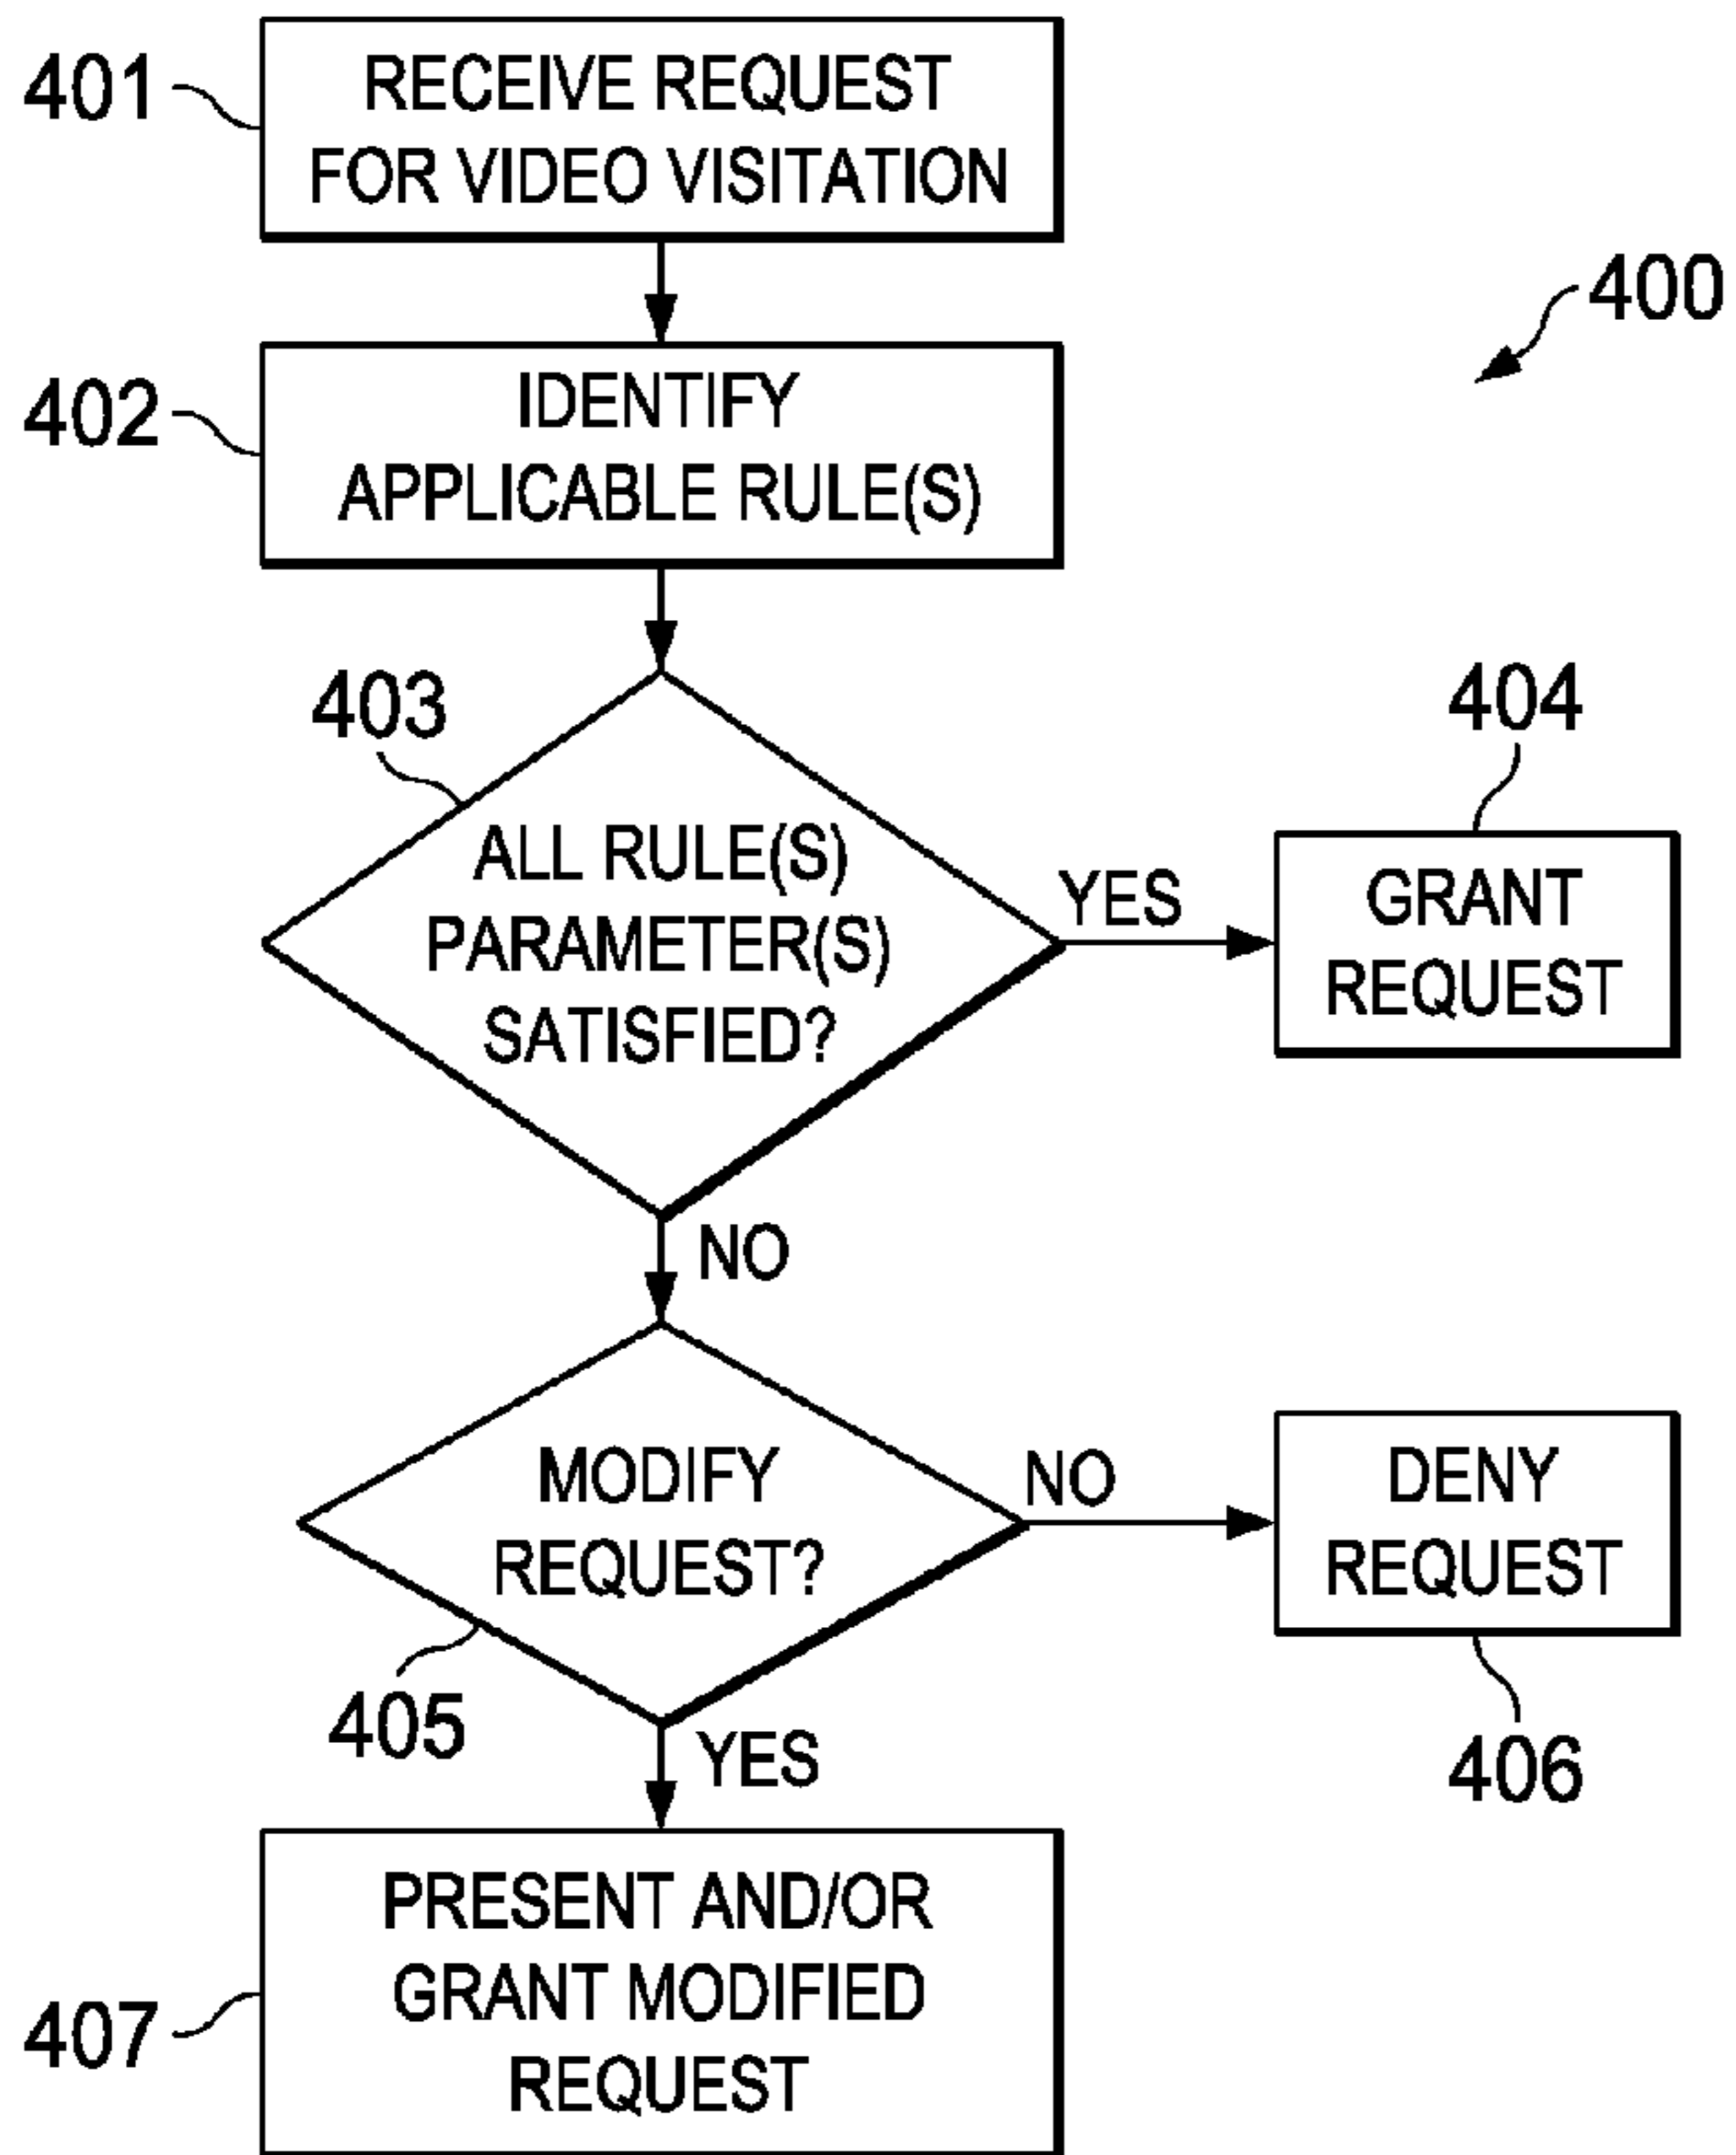 401
RECEIVE REQUEST
FOR VIDEO VISITATION
400
402
IDENTIFY
APPLICABLE RULE(S)
403
ALL RULE(S)
PARAMETER(S)
SATISFIED?
YES
404
GRANT
REQUEST
NO
MODIFY
REQUEST?
405
NO
DENY
REQUEST
406
YES
407
PRESENT AND/OR
GRANT MODIFIED
REQUEST